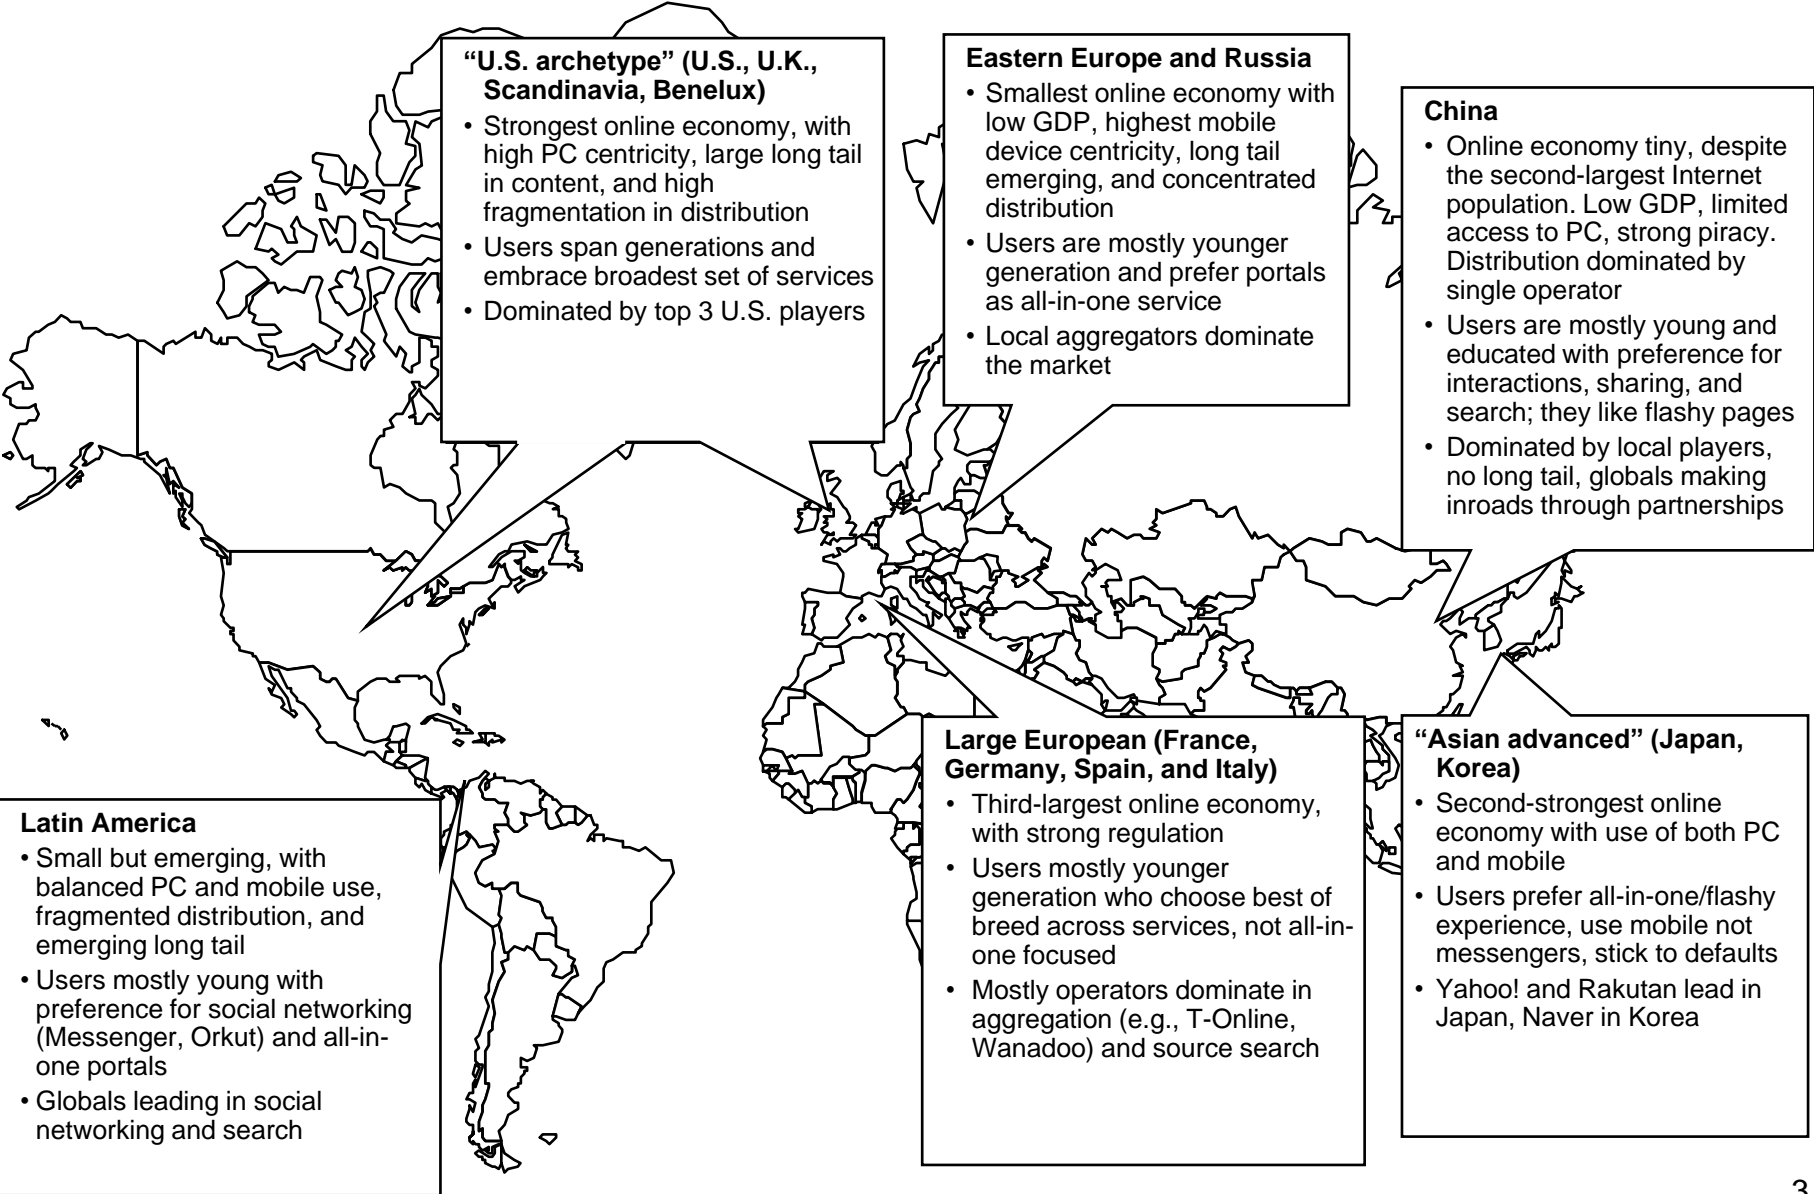 “U.S. archetype” (U.S., U.K.,
Scandinavia, Benelux)
• Strongest online economy, with
high PC centricity, large long tail
in content, and high
fragmentation in distribution
• Users span generations and
embrace broadest set of services
• Dominated by top 3 U.S. players
Eastern Europe and Russia
• Smallest online economy with
low GDP, highest mobile
device centricity, long tail
emerging, and concentrated
distribution
• Users are mostly younger
generation and prefer portals
as all-in-one service
• Local aggregators dominate
the market
China
• Online economy tiny, despite
the second-largest Internet
population. Low GDP, limited
access to PC, strong piracy.
Distribution dominated by
single operator
• Users are mostly young and
educated with preference for
interactions, sharing, and
search; they like flashy pages
• Dominated by local players,
no long tail, globals making
inroads through partnerships
Latin America
• Small but emerging, with
balanced PC and mobile use,
fragmented distribution, and
emerging long tail
• Users mostly young with
preference for social networking
(Messenger, Orkut) and all-in-
one portals
• Globals leading in social
networking and search
Large European (France,
Germany, Spain, and Italy)
• Third-largest online economy,
with strong regulation
• Users mostly younger
generation who choose best of
breed across services, not all-in-
one focused
• Mostly operators dominate in
aggregation (e.g., T-Online,
Wanadoo) and source search
“Asian advanced” (Japan,
Korea)
• Second-strongest online
economy with use of both PC
and mobile
• Users prefer all-in-one/flashy
experience, use mobile not
messengers, stick to defaults
• Yahoo! and Rakutan lead in
Japan, Naver in Korea
3